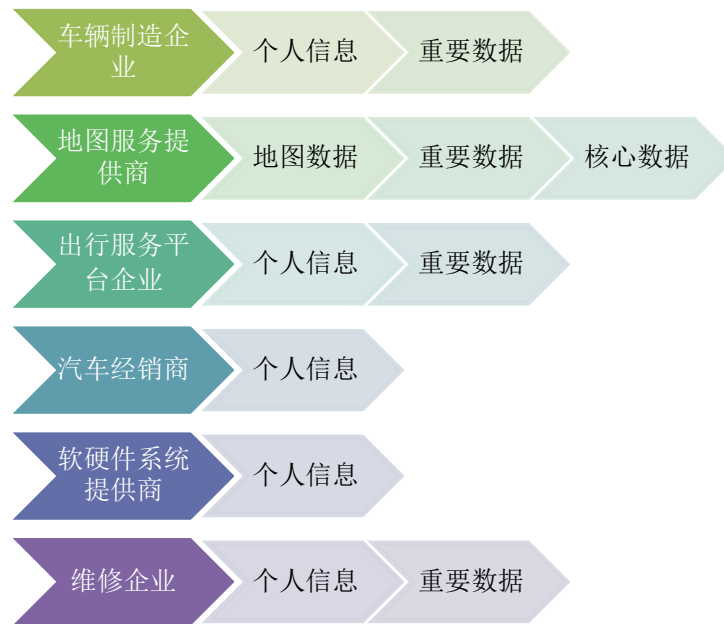 车辆制造企
业
个人信息
重要数据
地图服务提
供商
地图数据
重要数据
核心数据
出行服务平
台企业
个人信息
重要数据
汽车经销商
个人信息
软硬件系统
提供商
个人信息
维修企业
个人信息
重要数据